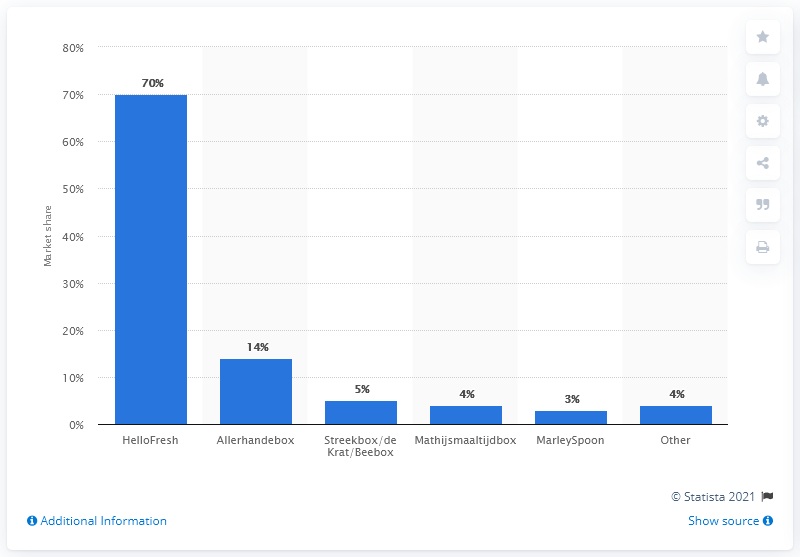 80%
70%
60%
50%
40%
30%
20%
10%
0%
Market share
70%
14%
5%
4%
3%
4%
HelloFresh
Allerhandebox
Streekbox/de
Krat/Beebox
Mathijsmaaltijdbox
MarleySpoon
Other
© Statista 2021
Additional Information
Show source